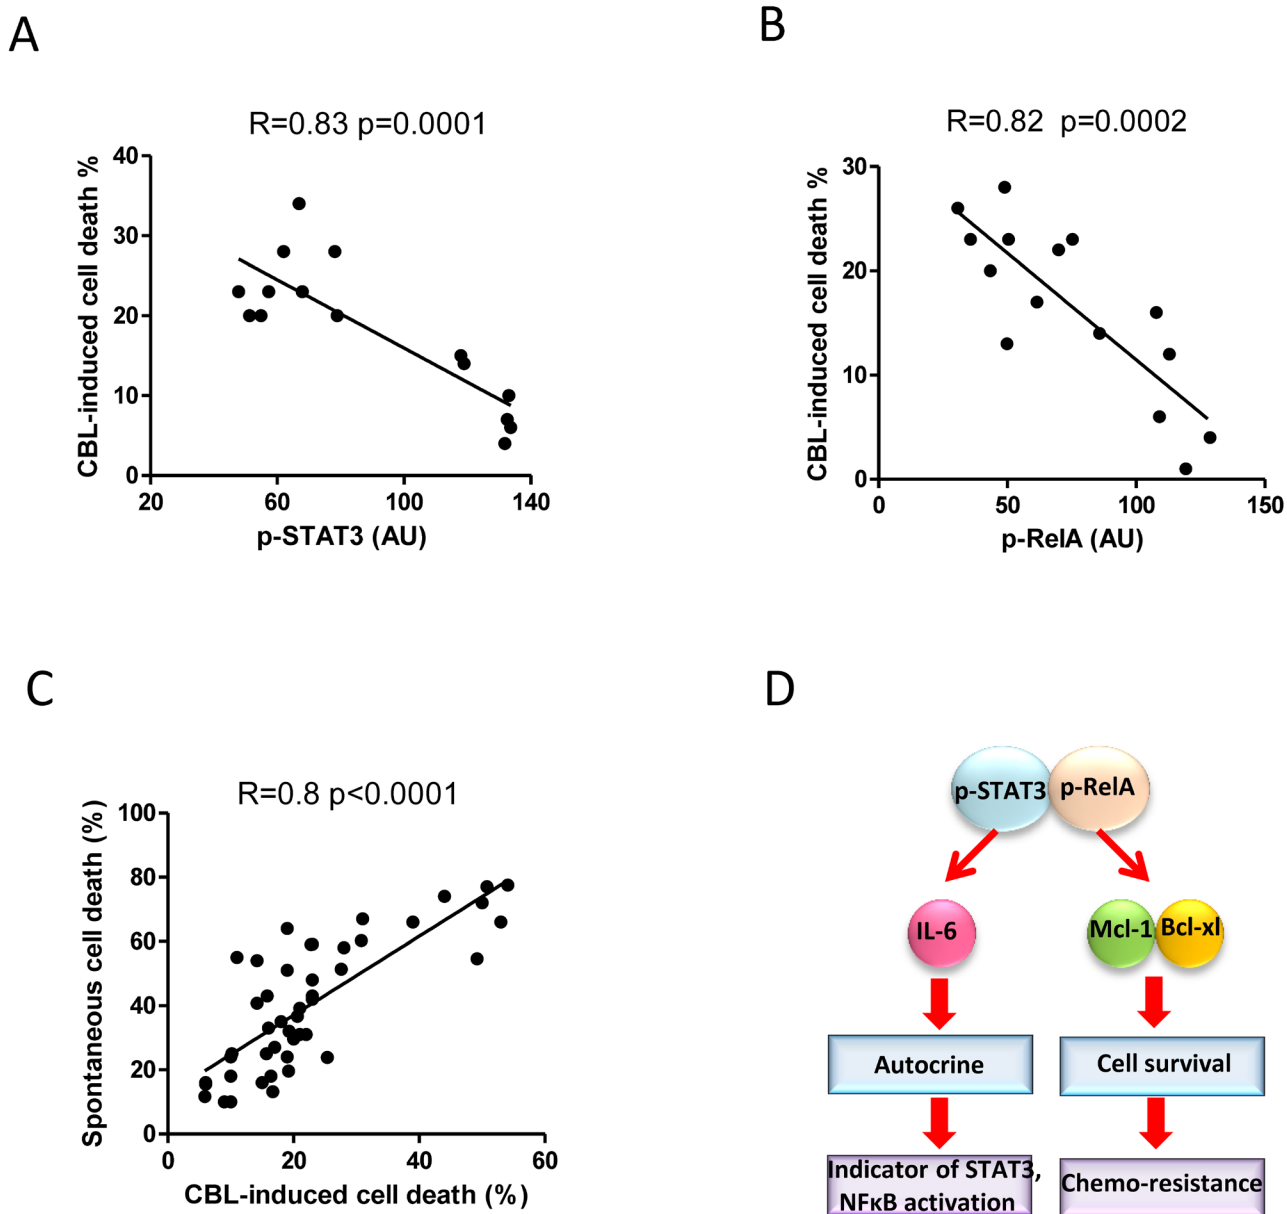 A
R=0.83 p=0.0001
CBL-induced cell death %
40
30
20
10
0
20
60
100
140
p-STAT3 (AU)
B
R=0.82 p=0.0002
CBL-induced cell death %
30
20
10
0
0
50
100
150
p-RelA (AU)
C
R=0.8 p<0.0001
Spontaneous cell death (%)
100
80
60
40
20
0
0
20
40
60
CBL-induced cell death (%)
D
p-STAT3
p-RelA
IL-6
Mcl-1
Bcl-xl
Autocrine
Cell survival
Indicator of STAT3,
NFκB activation
Chemo-resistance